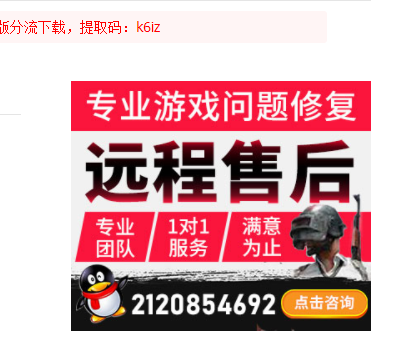 版分流下载，提取码：k6iz
专业游戏问题修复
远程售后
专业 1对1 满意
团队 服务 为止
2120854692 点击咨询